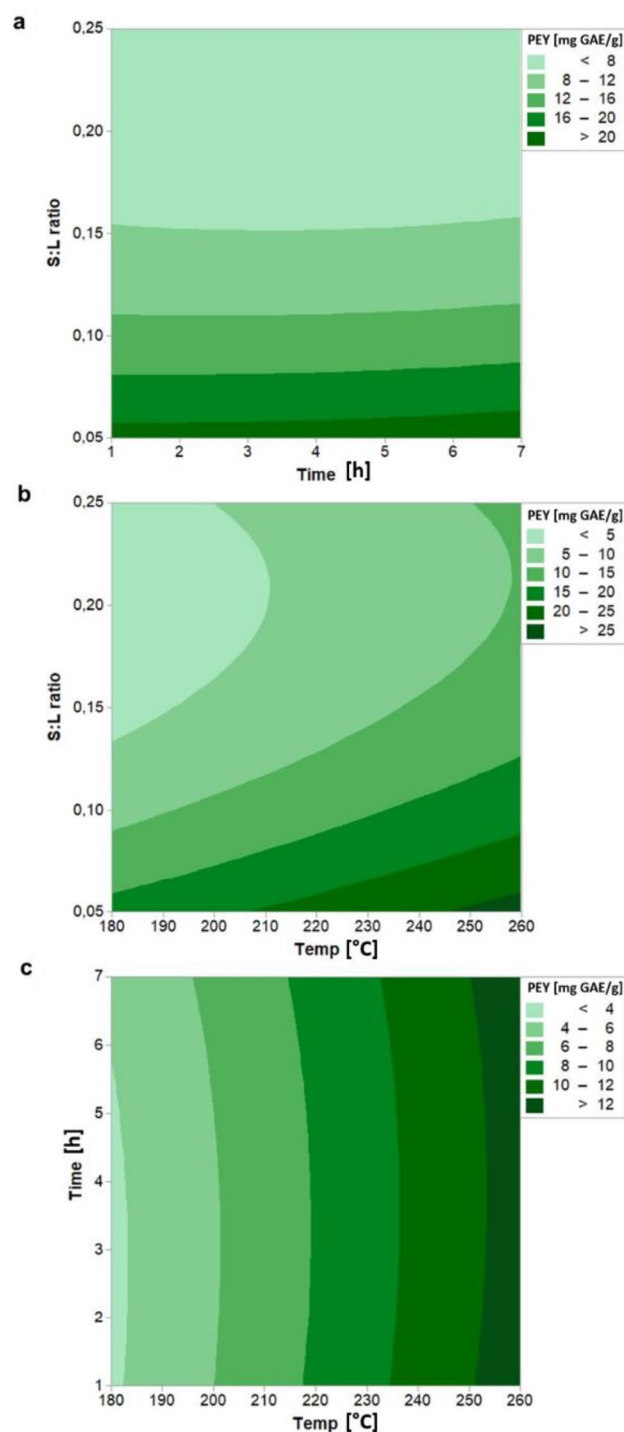 a
0,25
0,20
0,15
0,10
0,05
S:L ratio
1 2 3 4 5 6 7
Time [h]
PEY [mg GAE/g]
< 8
8 – 12
12 – 16
16 – 20
> 20
b
0,25
0,20
0,15
0,10
0,05
S:L ratio
180 190 200 210 220 230 240 250 260
Temp [°C]
PEY [mg GAE/g]
< 5
5 – 10
10 – 15
15 – 20
20 – 25
> 25
c
7
6
5
4
3
2
1
Time [h]
180 190 200 210 220 230 240 250 260
Temp [°C]
PEY [mg GAE/g]
< 4
4 – 6
6 – 8
8 – 10
10 – 12
> 12